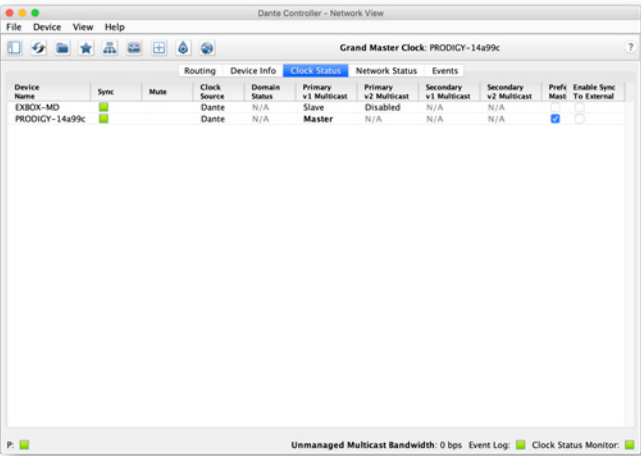 Dante Controller - Network View
File Device View Help
Grand Master Clock: PRODIGY-14a99c
?
Routing Device Info Clock Status Network Status Events
Device Name Sync Mute Clock Source Domain Status Primary v1 Multicast Primary v2 Multicast Secondary v1 Multicast Secondary v2 Multicast Prefe Mast Enable Sync To External
EXBOX-MD Dante N/A Slave Disabled N/A N/A
PRODIGY-14a99c Dante N/A Master N/A N/A N/A
P: Unmanaged Multicast Bandwidth: 0 bps Event Log: Clock Status Monitor: